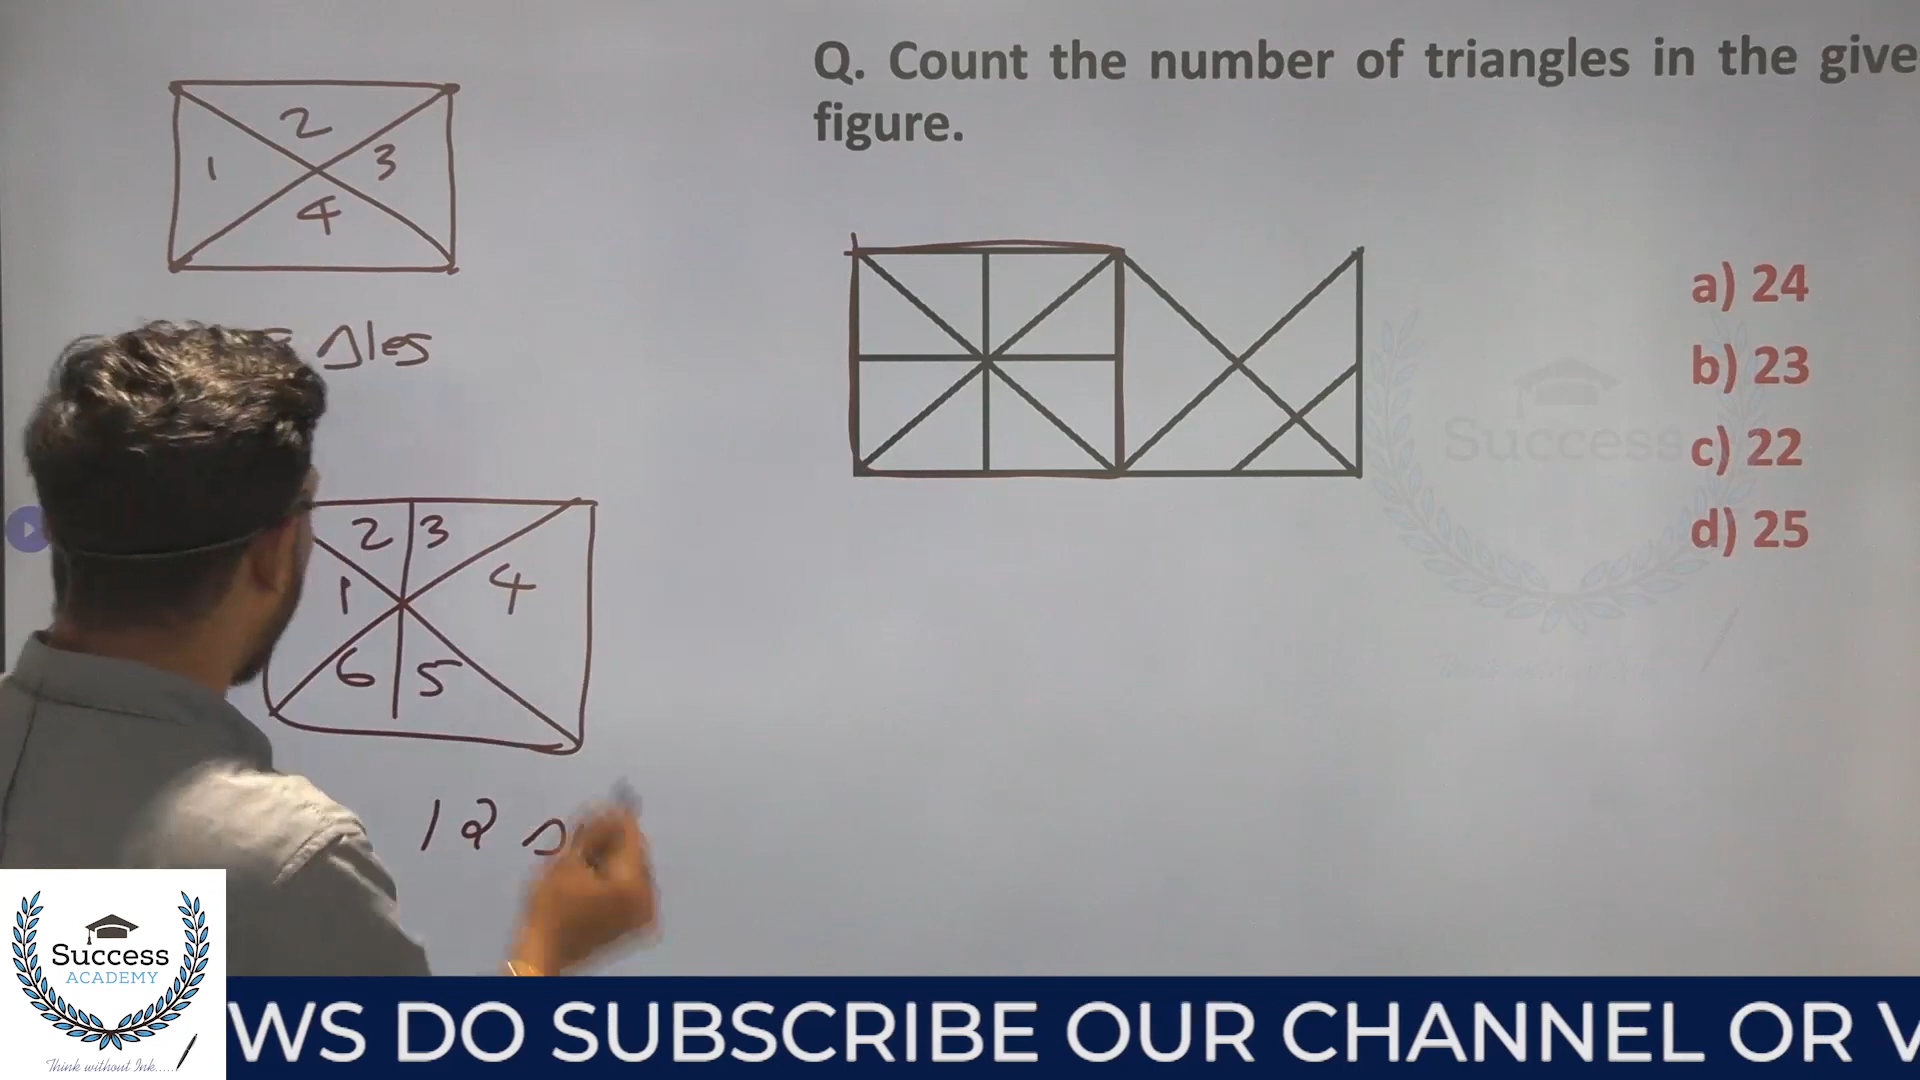 Q. Count the number of triangles in the give
figure.
2
1
3
4
Δles
a) 24
b) 23
c) 22
d) 25
Success
2 3
1
4
6 5
12
Success
ACADEMY
Think without Ink.....
WS DO SUBSCRIBE OUR CHANNEL OR V